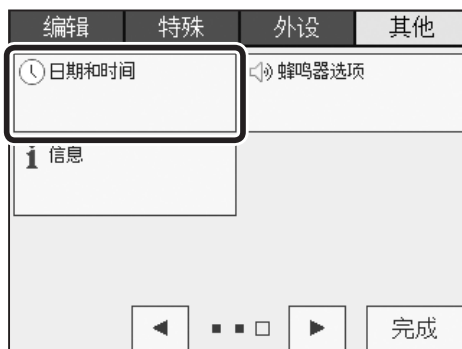 编辑 特殊 外设 其他
日期和时间 蜂鸣器选项
信息
完成